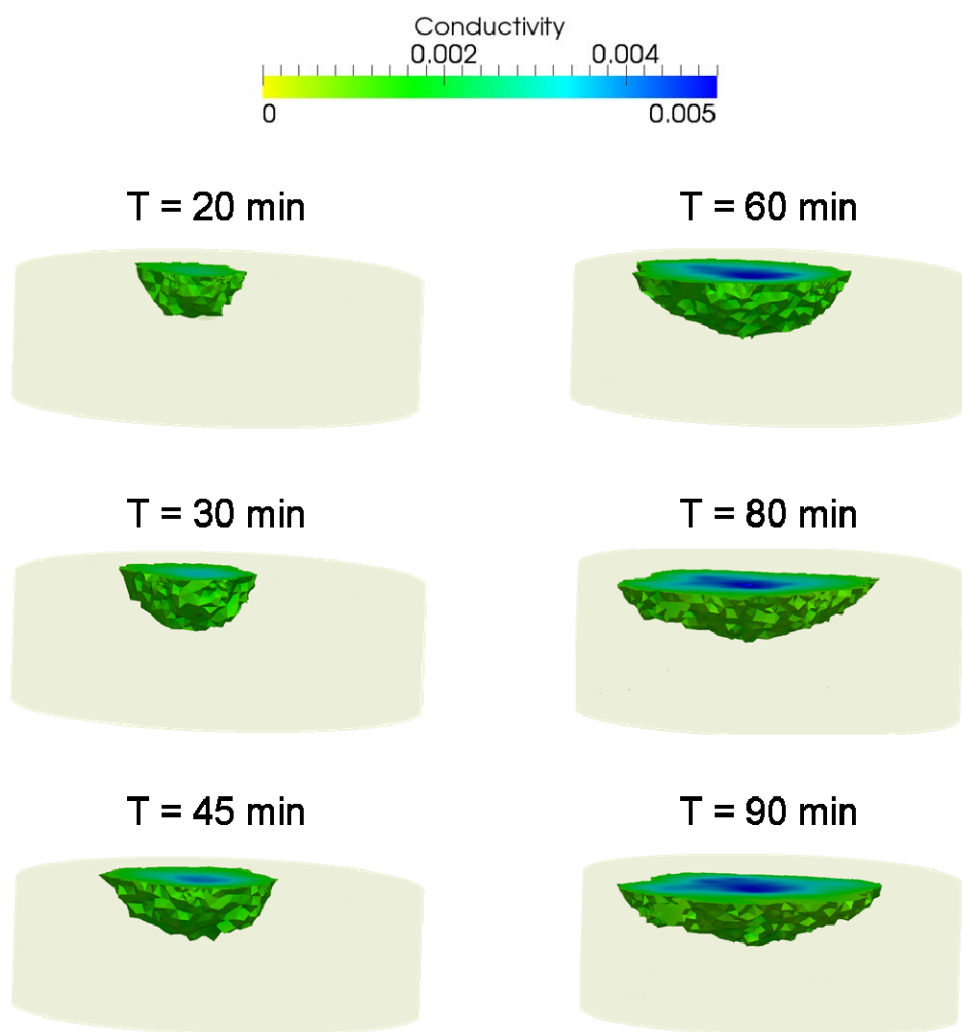 Conductivity
0.002 0.004
0 0.005
T = 20 min
T = 60 min
T = 30 min
T = 80 min
T = 45 min
T = 90 min